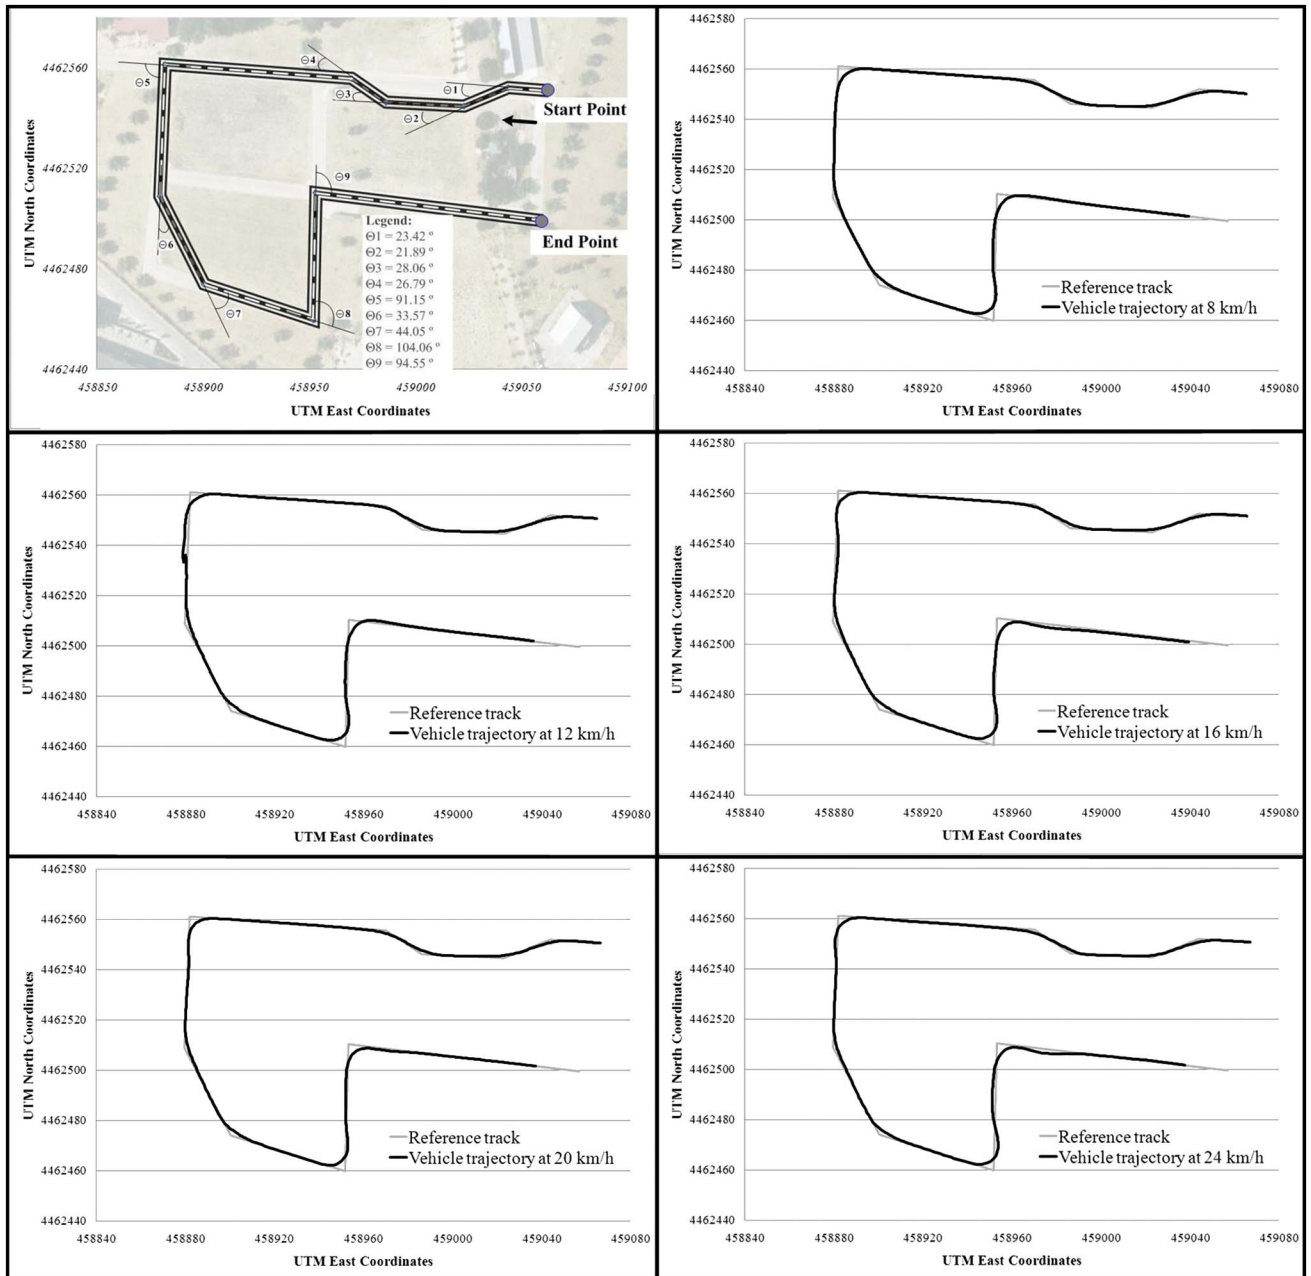 4462560
4462520
4462480
4462440
UTM North Coordinates
Θ5
Θ4
Θ3
Θ1
Θ2
Start Point
Θ9
Θ6
Θ7
Θ8
End Point
Legend:
Θ1 = 23.42 º
Θ2 = 21.89 º
Θ3 = 28.06 º
Θ4 = 26.79 º
Θ5 = 91.15 º
Θ6 = 33.57 º
Θ7 = 44.05 º
Θ8 = 104.06 º
Θ9 = 94.55 º
458850 458900 458950 459000 459050 459100
UTM East Coordinates
4462580
4462560
4462540
4462520
4462500
4462480
4462460
4462440
UTM North Coordinates
Reference track
Vehicle trajectory at 8 km/h
458840 458880 458920 458960 459000 459040 459080
UTM East Coordinates
4462580
4462560
4462540
4462520
4462500
4462480
4462460
4462440
UTM North Coordinates
Reference track
Vehicle trajectory at 12 km/h
458840 458880 458920 458960 459000 459040 459080
UTM East Coordinates
4462580
4462560
4462540
4462520
4462500
4462480
4462460
4462440
UTM North Coordinates
Reference track
Vehicle trajectory at 16 km/h
458840 458880 458920 458960 459000 459040 459080
UTM East Coordinates
4462580
4462560
4462540
4462520
4462500
4462480
4462460
4462440
UTM North Coordinates
Reference track
Vehicle trajectory at 20 km/h
458840 458880 458920 458960 459000 459040 459080
UTM East Coordinates
4462580
4462560
4462540
4462520
4462500
4462480
4462460
4462440
UTM North Coordinates
Reference track
Vehicle trajectory at 24 km/h
458840 458880 458920 458960 459000 459040 459080
UTM East Coordinates